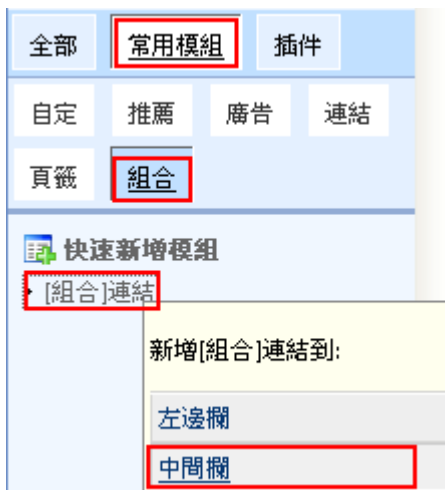 全部 常用模組 插件
自定 推薦 廣告 連結
頁籤 組合
快速新增模組
[組合]連結
新增[組合]連結到:
左邊欄
中間欄